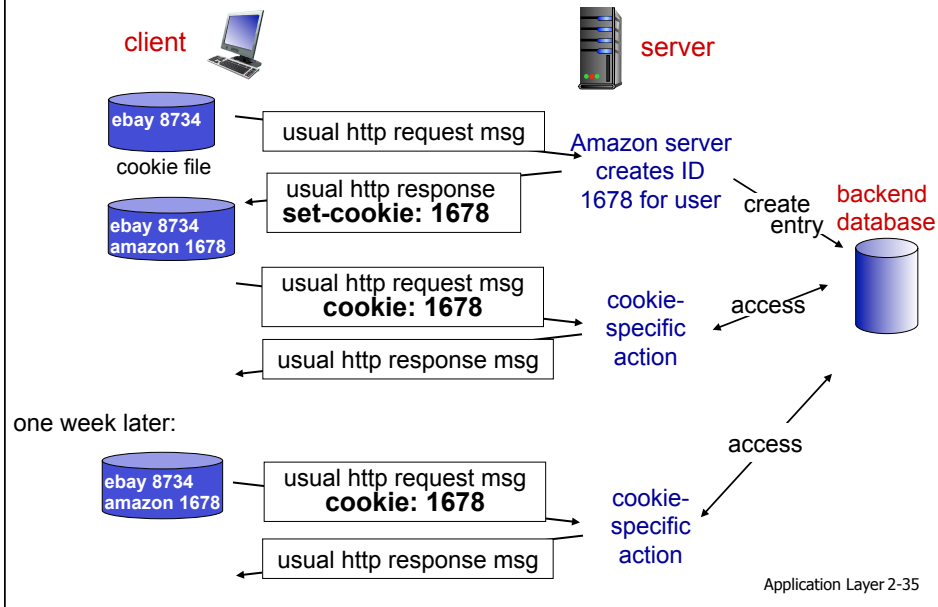 client
server
ebay 8734
cookie file
usual http request msg
Amazon server
creates ID
1678 for user
usual http response
set-cookie: 1678
create
entry
backend
database
ebay 8734
amazon 1678
usual http request msg
cookie: 1678
cookie-
specific
action
access
usual http response msg
one week later:
access
ebay 8734
amazon 1678
usual http request msg
cookie: 1678
cookie-
specific
action
usual http response msg
Application Layer 2-35